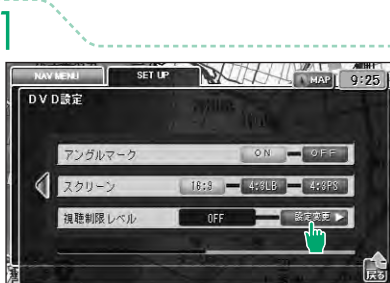 1
NAV MENU SET UP MAP 9:25
DVD設定
アングルマーク ON OFF
スクリーン 16:9 4:3LB 4:3PS
視聴制限レベル OFF 設定変更
戻る